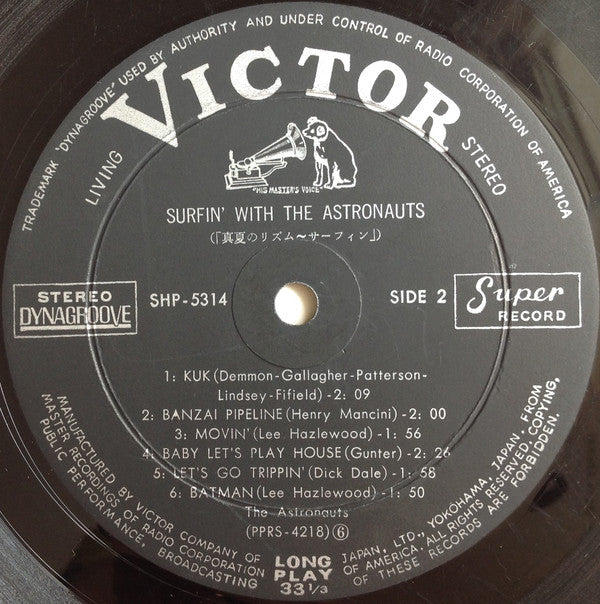 TRADEMARK "DYNAGROOVE" USED BY AUTHORITY AND UNDER CONTROL OF RADIO CORPORATION OF AMERICA
LIVING
VICTOR
STEREO
"HIS MASTER'S VOICE"
SURFIN' WITH THE ASTRONAUTS
(「真夏のリズム〜サーフィン」)
STEREO
DYNAGROOVE
SHP-5314
SIDE 2
Super
RECORD
1: KUK (Demmon-Gallagher-Patterson-
Lindsey-Fifield)-2: 09
2: BANZAI PIPELINE (Henry Mancini)-2: 00
3: MOVIN' (Lee Hazlewood)-1: 56
4: BABY LET'S PLAY HOUSE (Gunter)-2: 26
5: LET'S GO TRIPPIN' (Dick Dale)-1: 58
6: BATMAN (Lee Hazlewood)-1: 50
The Astronauts
(PPRS-4218) ⑥
MANUFACTURED BY VICTOR COMPANY OF JAPAN, LTD., YOKOHAMA, JAPAN, FROM
MASTER RECORDINGS OF RADIO CORPORATION OF AMERICA. ALL RIGHTS RESERVED. COPYING,
PUBLIC PERFORMANCE, BROADCASTING OF THESE RECORDS ARE FORBIDDEN.
LONG
PLAY
33 1/3